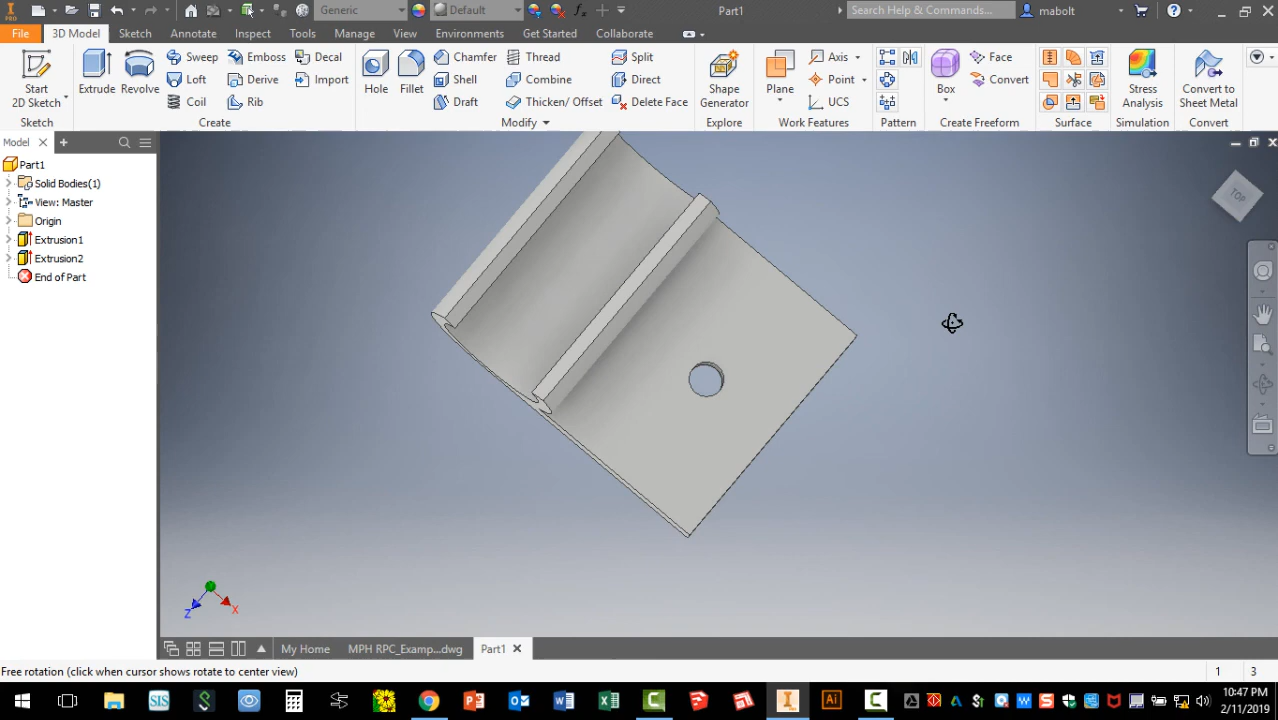 Generic
Default
Part1
Search Help & Commands...
mabolt
PRO
File
3D Model
Sketch
Annotate
Inspect
Tools
Manage
View
Environments
Get Started
Collaborate
Start
2D Sketch
Extrude
Revolve
Sweep
Emboss
Decal
Loft
Derive
Import
Coil
Rib
Hole
Fillet
Chamfer
Thread
Split
Shell
Combine
Direct
Draft
Thicken/ Offset
Delete Face
Shape
Generator
Plane
Axis
Point
UCS
Box
Face
Convert
Stress
Analysis
Convert to
Sheet Metal
Sketch
Create
Modify
Explore
Work Features
Pattern
Create Freeform
Surface
Simulation
Convert
Model
Part1
Solid Bodies(1)
View: Master
Origin
Extrusion1
Extrusion2
End of Part
TOP
Z
X
My Home
MPH RPC_Examp...dwg
Part1
Free rotation (click when cursor shows rotate to center view)
1
3
SIS
Ai
10:47 PM
2/11/2019